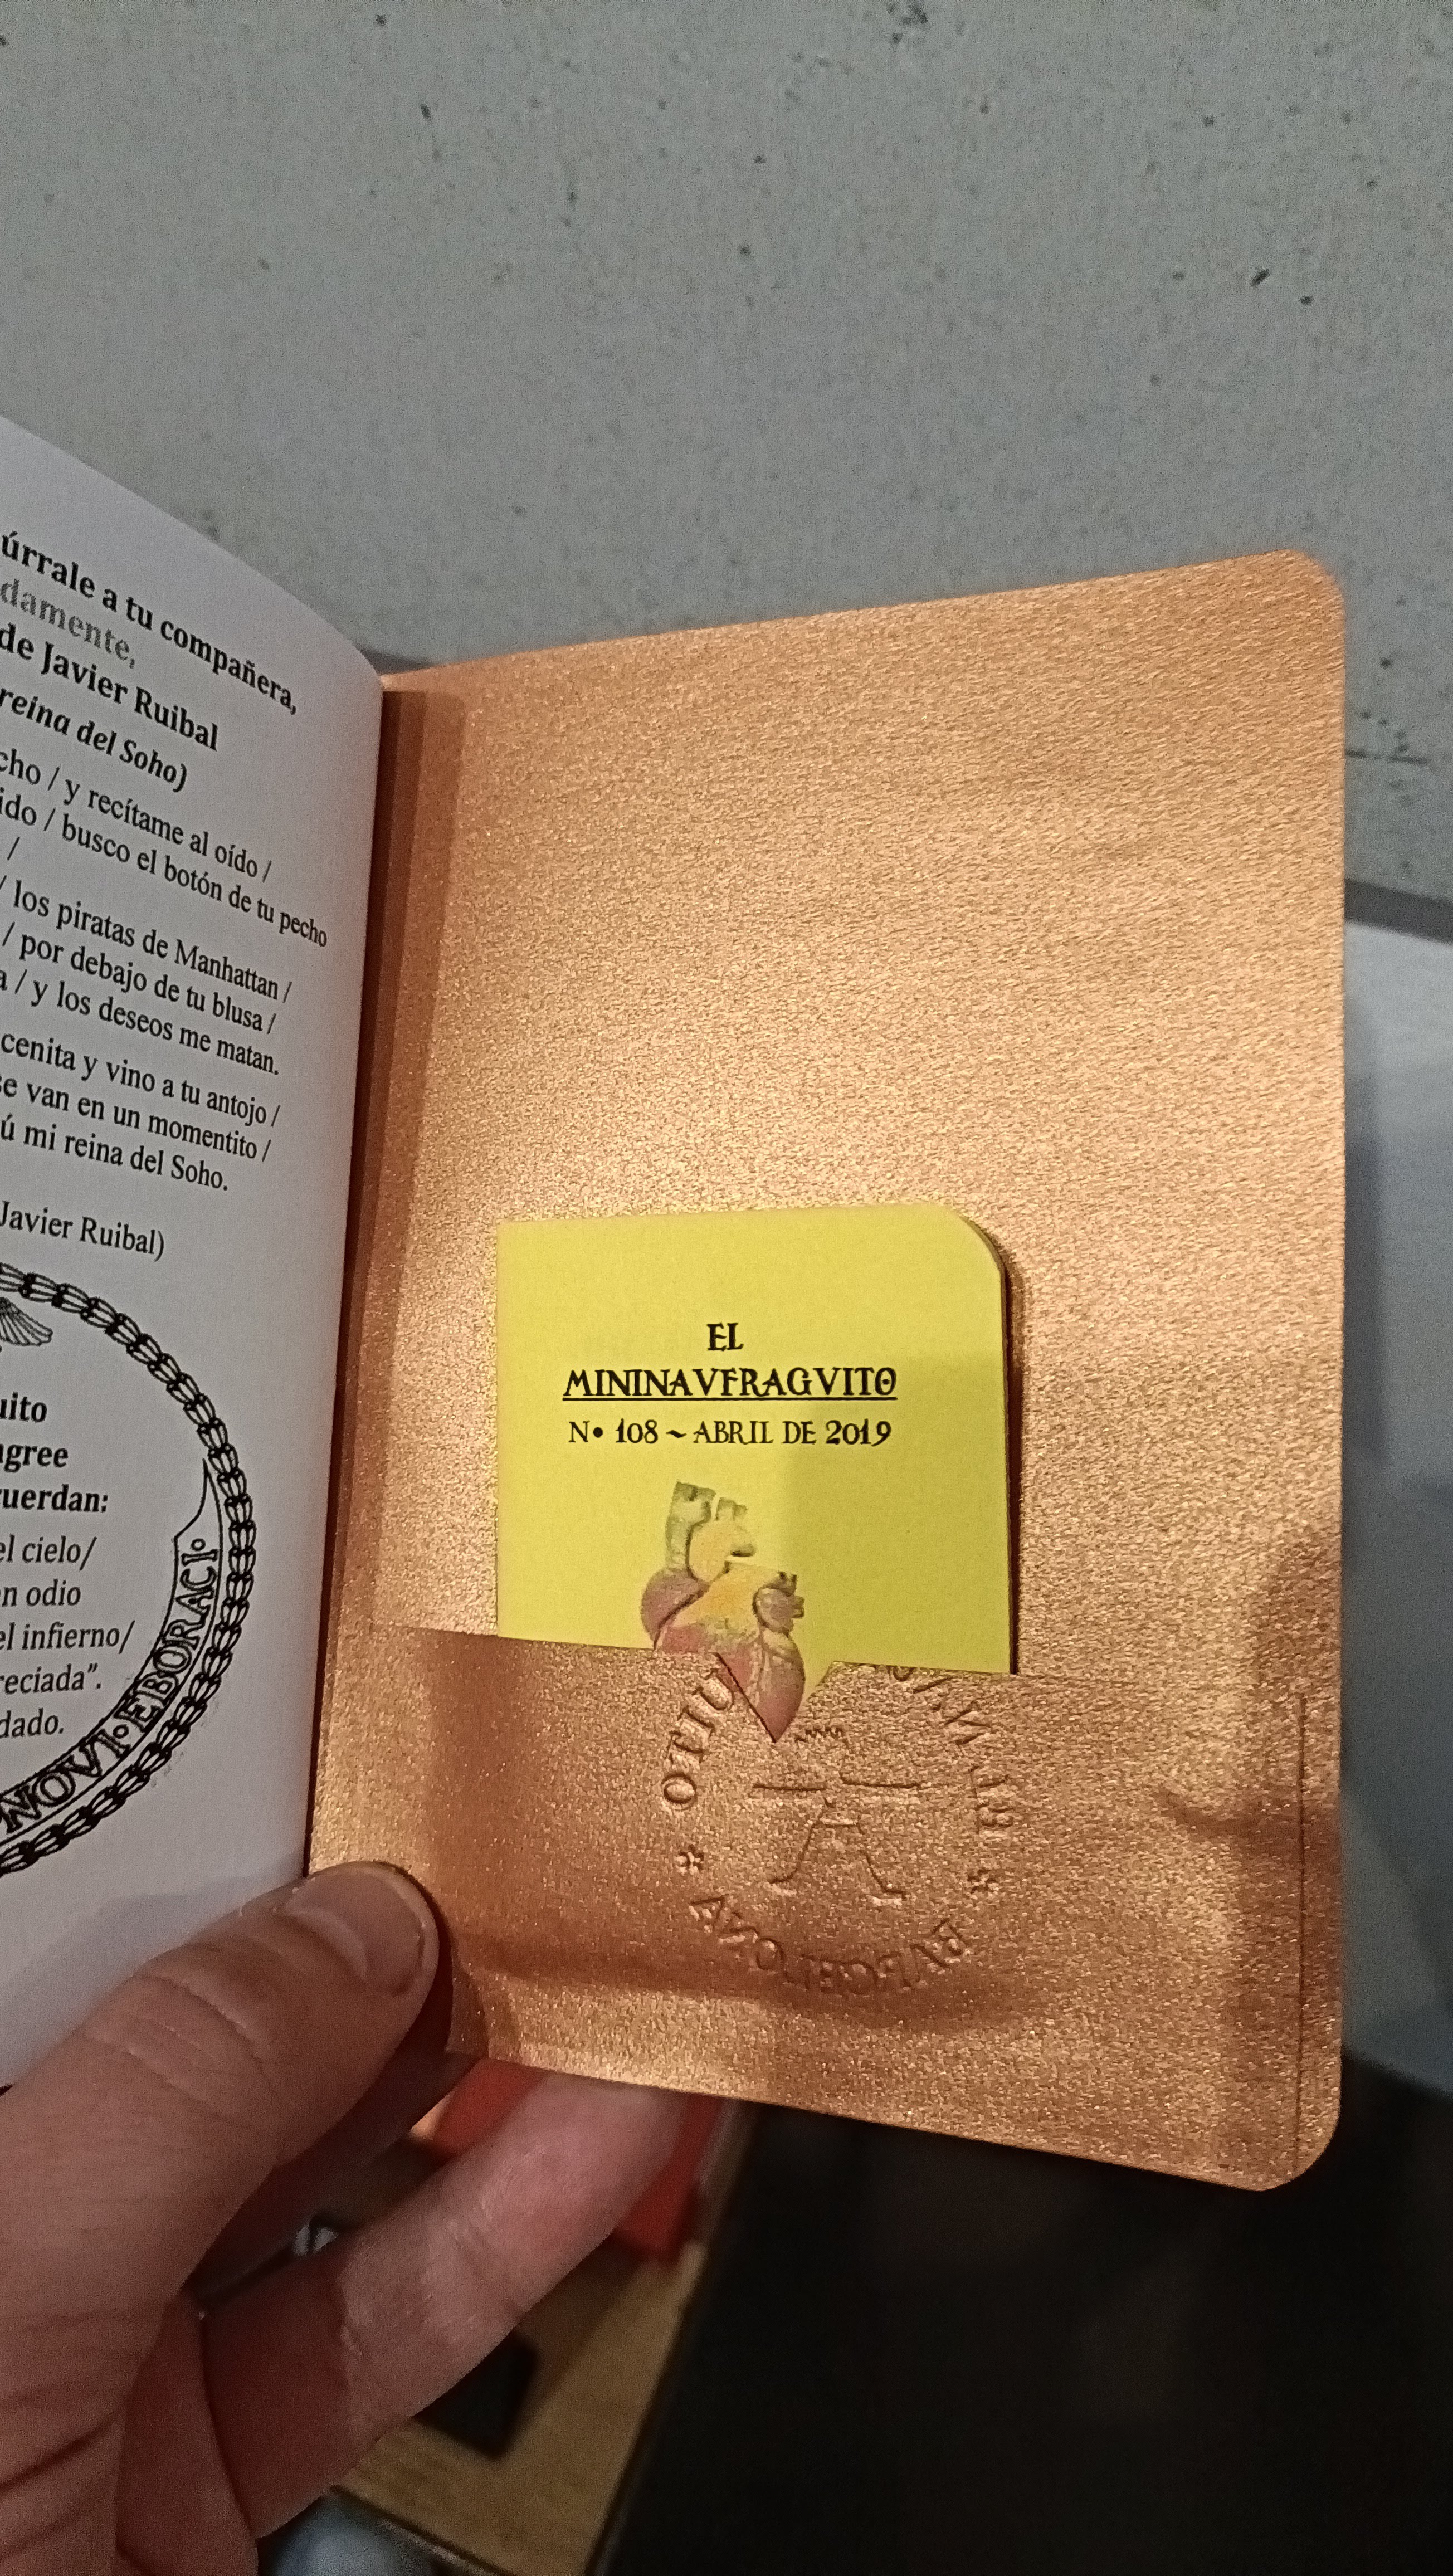 úrrale a tu compañera,
damente,
de Javier Ruibal
reina del Soho)
cho / y recítame al oído /
ido / busco el botón de tu pecho
/
/ los piratas de Manhattan /
/ por debajo de tu blusa /
a / y los deseos me matan.
cenita y vino a tu antojo /
se van en un momentito /
ú mi reina del Soho.
Javier Ruibal)
uito
agree
uerdan:
el cielo/
n odio
el infierno/
reciada”.
dado.
NOVI·EBORACI·
EL
MININAVFRAGVITO
N• 108 ~ ABRIL DE 2019
OTIU